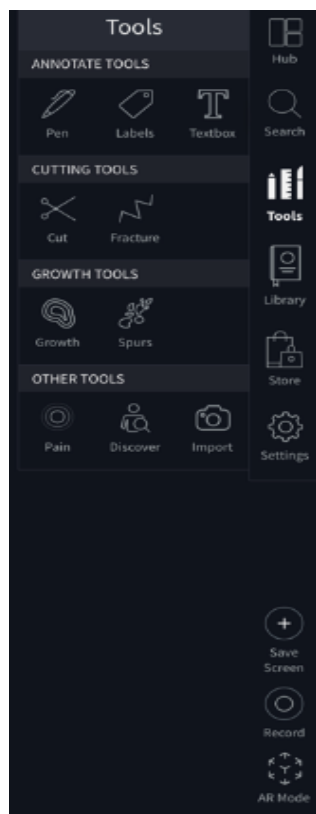 Tools
ANNOTATE TOOLS
Pen
Labels
Textbox
CUTTING TOOLS
Cut
Fracture
GROWTH TOOLS
Growth
Spurs
OTHER TOOLS
Pain
Discover
Import
Hub
Search
Tools
Library
Store
Settings
Save
Screen
Record
AR Mode